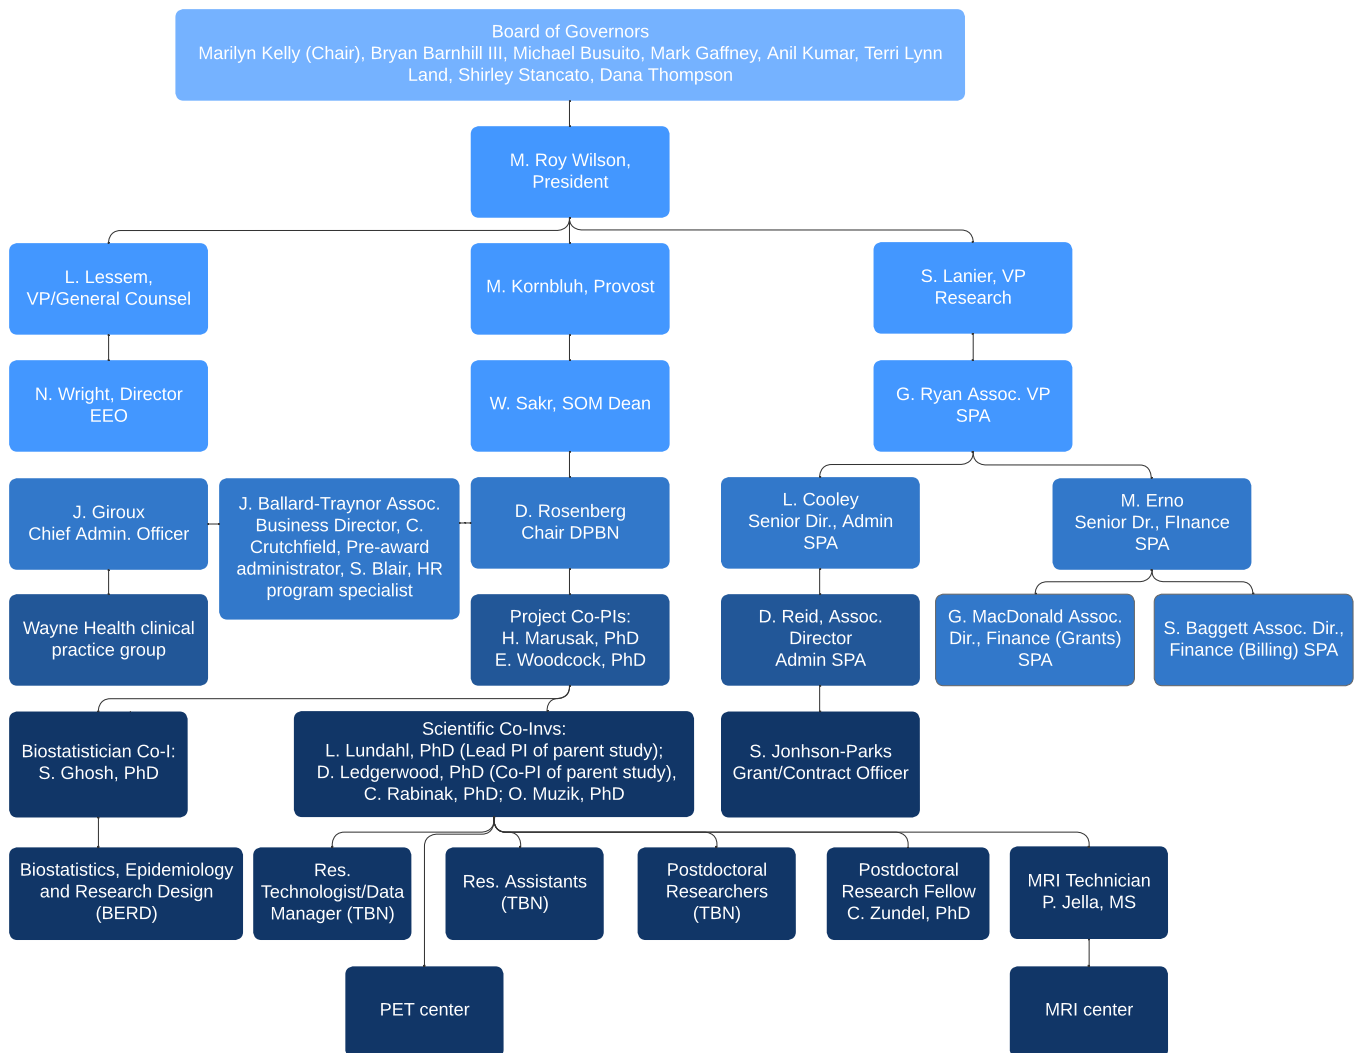 Board of Governors
Marilyn Kelly (Chair), Bryan Barnhill III, Michael Busuito, Mark Gaffney, Anil Kumar, Terri Lynn
Land, Shirley Stancato, Dana Thompson
M. Roy Wilson,
President
L. Lessem,
VP/General Counsel
M. Kornbluh, Provost
S. Lanier, VP
Research
N. Wright, Director
EEO
W. Sakr, SOM Dean
G. Ryan Assoc. VP
SPA
J. Giroux
Chief Admin. Officer
J. Ballard-Traynor Assoc.
Business Director, C.
Crutchfield, Pre-award
administrator, S. Blair, HR
program specialist
D. Rosenberg
Chair DPBN
L. Cooley
Senior Dir., Admin
SPA
M. Erno
Senior Dr., FInance
SPA
Wayne Health clinical
practice group
Project Co-PIs:
H. Marusak, PhD
E. Woodcock, PhD
D. Reid, Assoc.
Director
Admin SPA
G. MacDonald Assoc.
Dir., Finance (Grants)
SPA
S. Baggett Assoc. Dir.,
Finance (Billing) SPA
Biostatistician Co-I:
S. Ghosh, PhD
Scientific Co-Invs:
L. Lundahl, PhD (Lead PI of parent study);
D. Ledgerwood, PhD (Co-PI of parent study),
C. Rabinak, PhD; O. Muzik, PhD
S. Jonhson-Parks
Grant/Contract Officer
Biostatistics, Epidemiology
and Research Design
(BERD)
Res.
Technologist/Data
Manager (TBN)
Res. Assistants
(TBN)
Postdoctoral
Researchers
(TBN)
Postdoctoral
Research Fellow
C. Zundel, PhD
MRI Technician
P. Jella, MS
PET center
MRI center